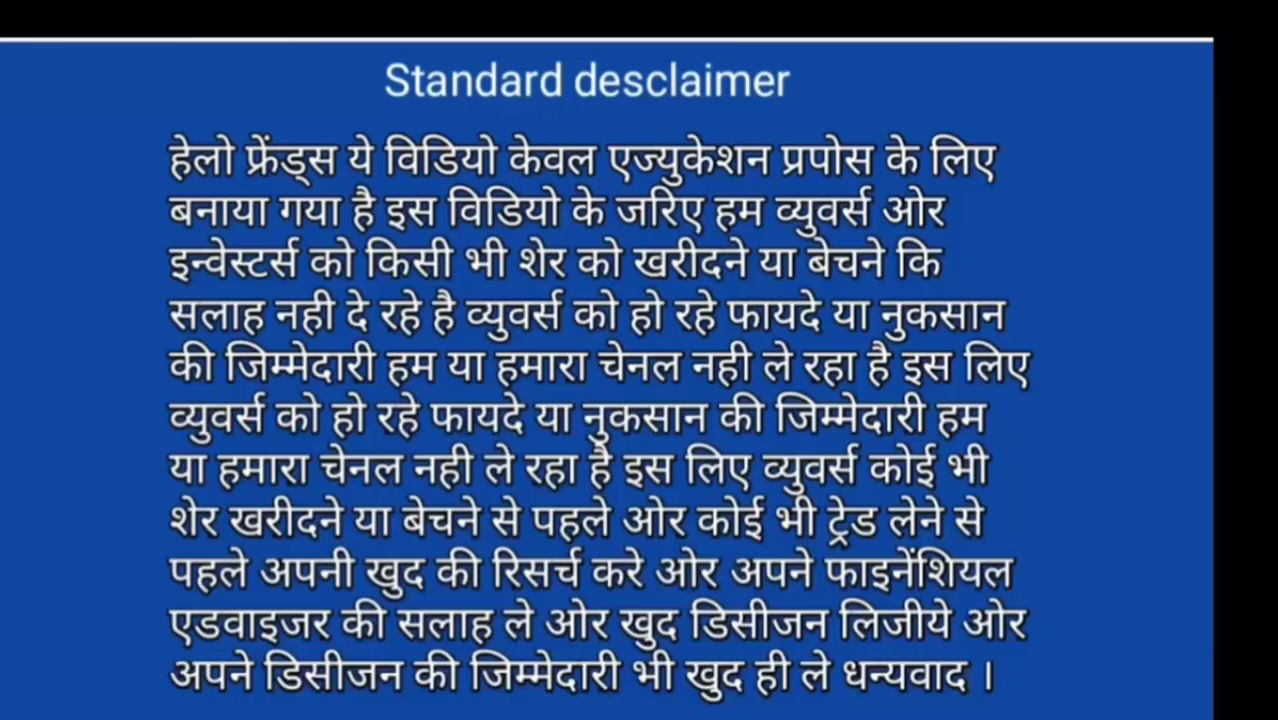 Standard desclaimer
हेलो फ्रेंड्स ये विडियो केवल एज्युकेशन प्रपोस के लिए
बनाया गया है इस विडियो के जरिए हम व्युवर्स ओर
इन्वेस्टर्स को किसी भी शेर को खरीदने या बेचने कि
सलाह नही दे रहे है व्युवर्स को हो रहे फायदे या नुकसान
की जिम्मेदारी हम या हमारा चेनल नही ले रहा है इस लिए
व्युवर्स को हो रहे फायदे या नुकसान की जिम्मेदारी हम
या हमारा चेनल नही ले रहा है इस लिए व्युवर्स कोई भी
शेर खरीदने या बेचने से पहले ओर कोई भी ट्रेड लेने से
पहले अपनी खुद की रिसर्च करे ओर अपने फाइनेंशियल
एडवाइजर की सलाह ले ओर खुद डिसीजन लिजीये ओर
अपने डिसीजन की जिम्मेदारी भी खुद ही ले धन्यवाद ।